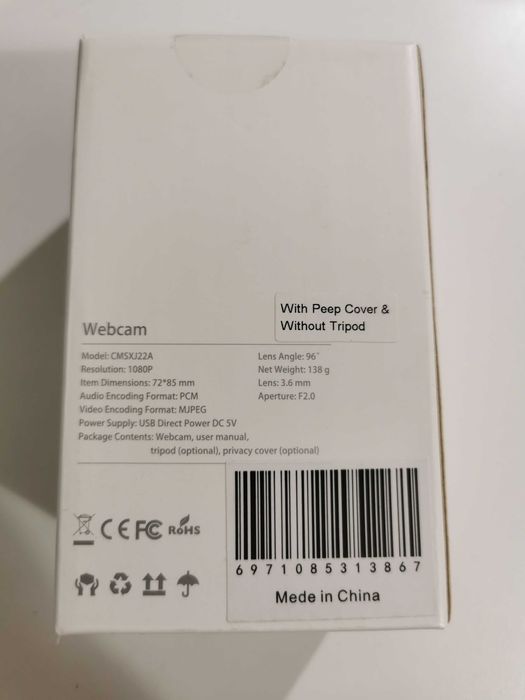 With Peep Cover &
Without Tripod
Webcam
Model: CMSXJ22A
Resolution: 1080P
Item Dimensions: 72*85 mm
Audio Encoding Format: PCM
Video Encoding Format: MJPEG
Power Supply: USB Direct Power DC 5V
Package Contents: Webcam, user manual,
tripod (optional), privacy cover (optional)
Lens Angle: 96°
Net Weight: 138 g
Lens: 3.6 mm
Aperture: F2.0
CE FC RoHS
6971085313867
Mede in China